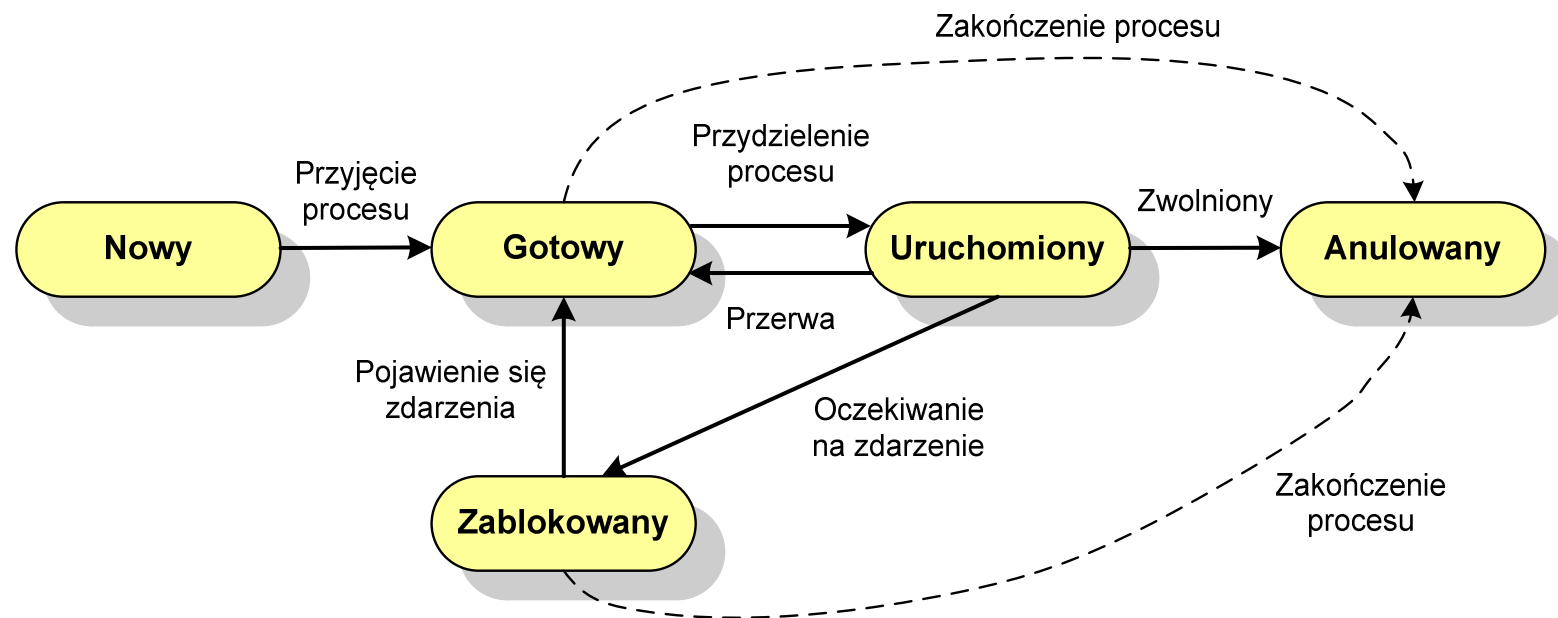 Zakończenie procesu
Przydzielenie
procesu
Przyjęcie
procesu
Zwolniony
Nowy
Gotowy
Uruchomiony
Anulowany
Przerwa
Pojawienie się
zdarzenia
Oczekiwanie
na zdarzenie
Zakończenie
procesu
Zablokowany